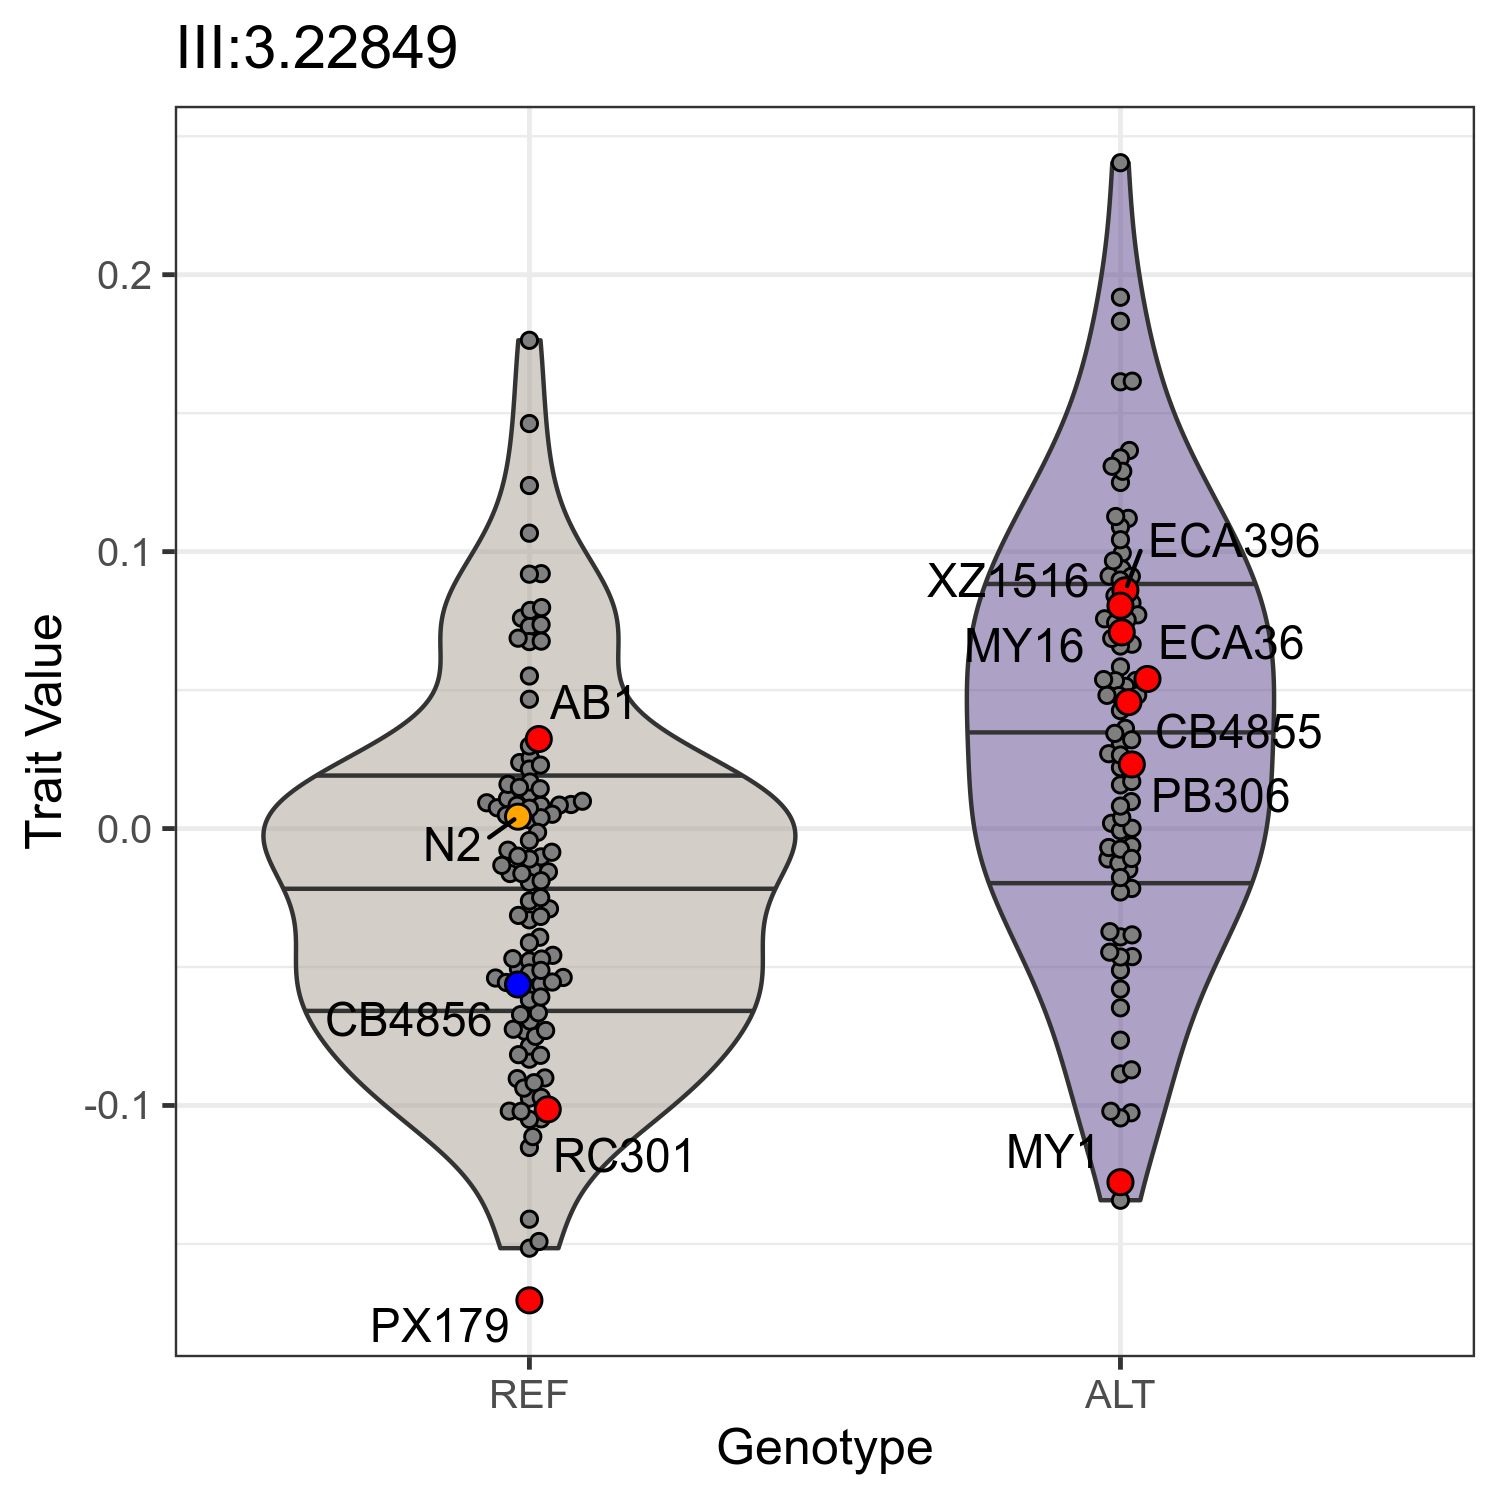 III:3.22849
Trait Value
0.2
0.1
0.0
-0.1
AB1
N2
CB4856
RC301
PX179
ECA396
XZ1516
MY16
ECA36
CB4855
PB306
MY1
REF
ALT
Genotype